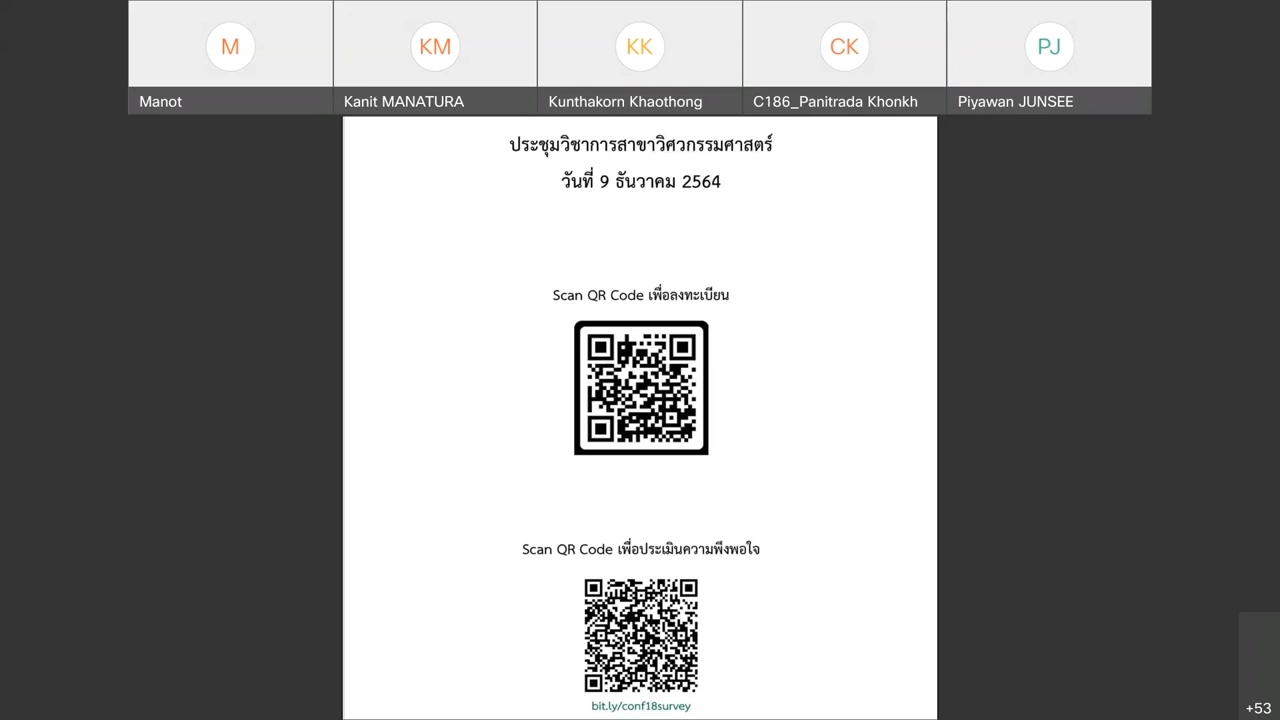 M
KM
KK
CK
PJ
Manot
Kanit MANATURA
Kunthakorn Khaothong
C186_Panitrada Khonkh
Piyawan JUNSEE
ประชุมวิชาการสาขาวิศวกรรมศาสตร์
วันที่ 9 ธันวาคม 2564
Scan QR Code เพื่อลงทะเบียน
Scan QR Code เพื่อประเมินความพึงพอใจ
bit.ly/conf18survey
+53